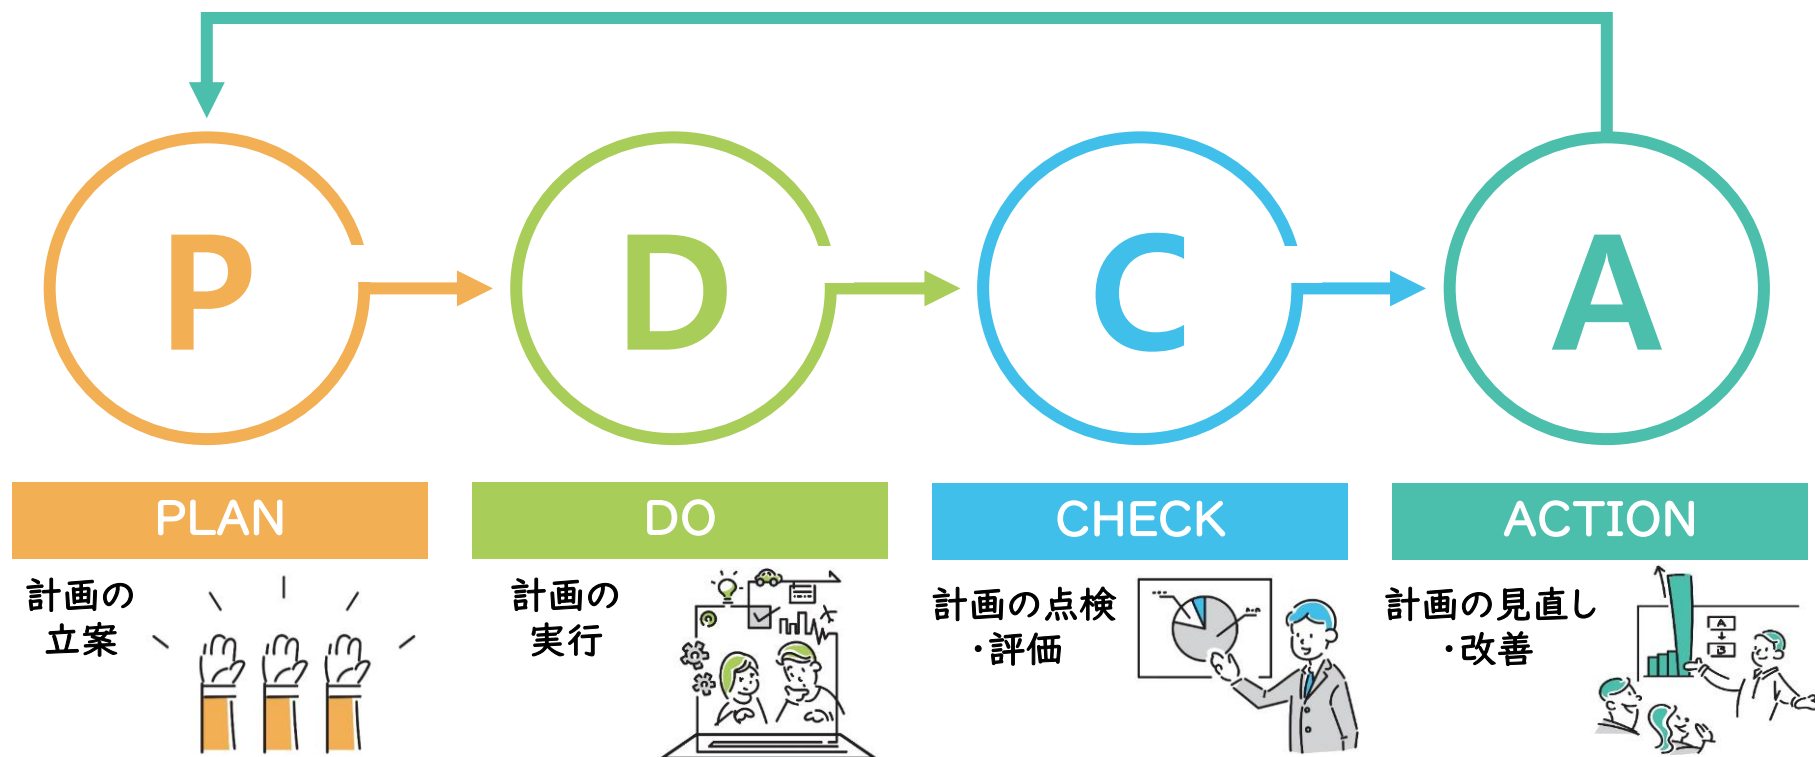 P
D
C
A
PLAN
DO
CHECK
ACTION
計画の
立案
計画の
実行
計画の点検
・評価
計画の見直し
・改善
A
B